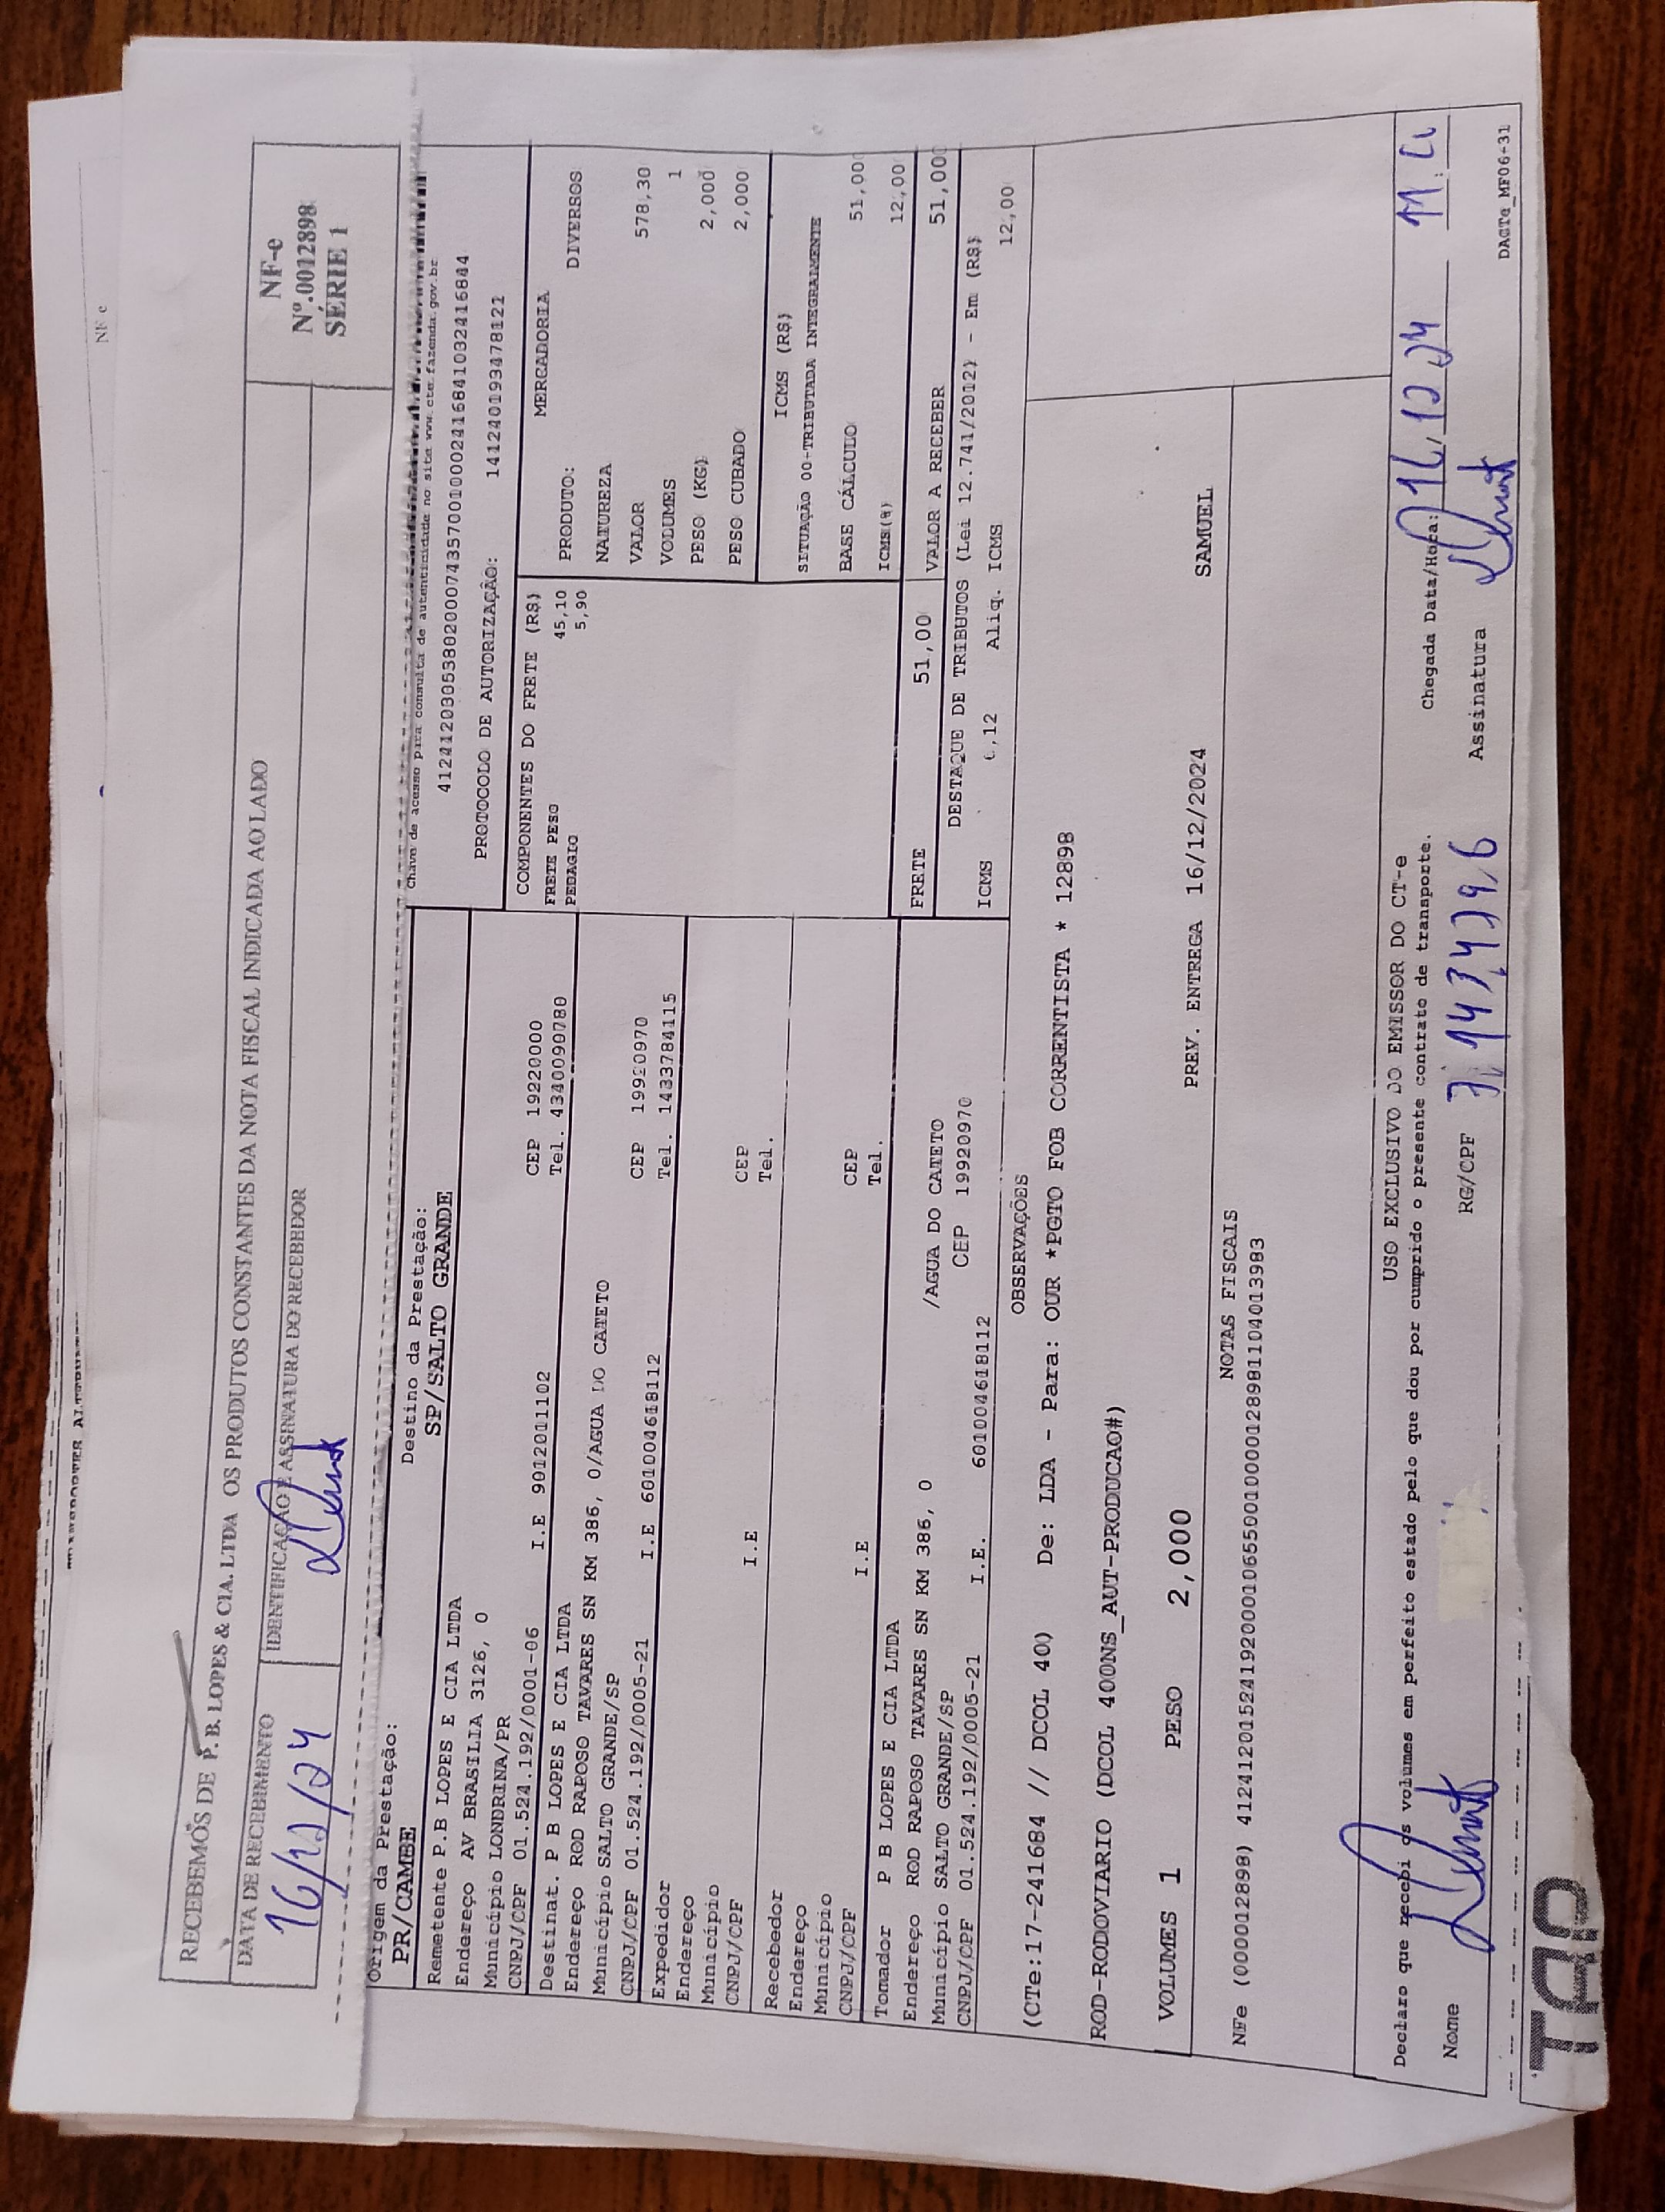 NF-e
RECEBEMOS DE P. B. LOPES & CIA. LTDA OS PRODUTOS CONSTANTES DA NOTA FISCAL INDICADA AO LADO
NF-e
Nº.0012898
SÉRIE 1
DATA DE RECEBIMENTO
16/12/24
IDENTIFICAÇÃO E ASSINATURA DO RECEBEDOR
Origem da Prestação:
PR/CAMBE
Destino da Prestação:
SP/SALTO GRANDE
Chave de acesso para consulta de autenticidade no site www.cte.fazenda.gov.br
41241203053802000743570010002416841032416844
PROTOCOLO DE AUTORIZAÇÃO: 141240193478121
Remetente P.B LOPES E CIA LTDA
Endereço AV BRASILIA 3126, 0
Município LONDRINA/PR CEP 19920000
CNPJ/CPF 01.524.192/0001-06 I.E 9012011102 Tel. 4340090780
Destinat. P B LOPES E CIA LTDA
Endereço ROD RAPOSO TAVARES SN KM 386, 0/AGUA DO CATETO
Município SALTO GRANDE/SP CEP 19920970
CNPJ/CPF 01.524.192/0005-21 I.E 601004618112 Tel. 1433784115
Expedidor
Endereço
Município CEP
CNPJ/CPF I.E Tel.
Recebedor
Endereço
Município CEP
CNPJ/CPF I.E Tel.
Tomador P B LOPES E CIA LTDA
Endereço ROD RAPOSO TAVARES SN KM 386, 0 /AGUA DO CATETO
Município SALTO GRANDE/SP CEP 19920970
CNPJ/CPF 01.524.192/0005-21 I.E. 601004618112
COMPONENTES DO FRETE (R$)
FRETE PESO 45,10
PEDAGIO 5,90
MERCADORIA
PRODUTO: DIVERSOS
NATUREZA
VALOR 578,30
VOLUMES 1
PESO (KG) 2,000
PESO CUBADO 2,000
ICMS (R$)
SITUAÇÃO 00-TRIBUTADA INTEGRALMENTE
BASE CÁLCULO 51,00
ICMS(%) 12,00
FRETE 51,00
VALOR A RECEBER 51,00
DESTAQUE DE TRIBUTOS (Lei 12.741/2012) - Em (R$)
ICMS 6,12 Aliq. ICMS 12,00
OBSERVAÇÕES
(CTe:17-241684 // DCOL 40) De: LDA - Para: OUR *PGTO FOB CORRENTISTA * 12898
ROD-RODOVIARIO (DCOL 400NS_AUT-PRODUCAO#)
VOLUMES 1 PESO 2,000 PREV. ENTREGA 16/12/2024 SAMUEL
NOTAS FISCAIS
NFe (00012898) 41241201524192000106550010000128981104013983
USO EXCLUSIVO DO EMISSOR DO CT-e
Declaro que recebi os volumes em perfeito estado pelo que dou por cumprido o presente contrato de transporte.
Chegada Data/Hora: 16/12/24
Nome
RG/CPF
Assinatura
DACTe_MF06-31